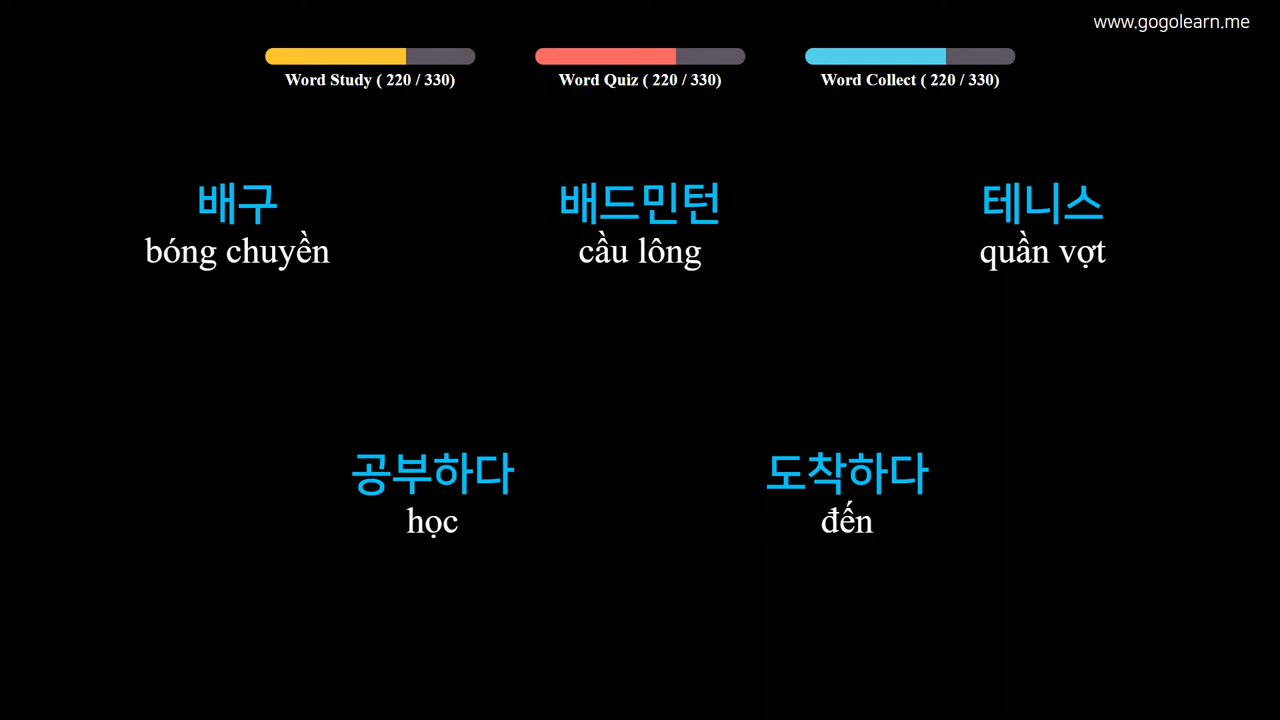 www.gogolearn.me
Word Study ( 220 / 330)
Word Quiz ( 220 / 330)
Word Collect ( 220 / 330)
배구
bóng chuyền
배드민턴
cầu lông
테니스
quần vợt
공부하다
học
도착하다
đến